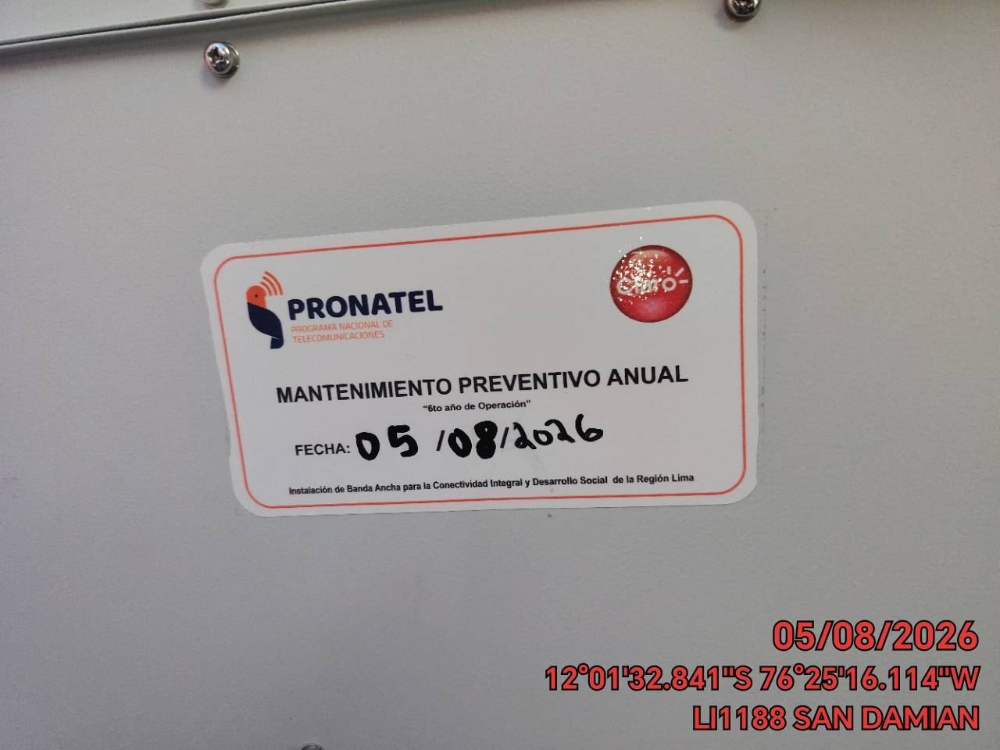 PRONATEL
PROGRAMA NACIONAL DE
TELECOMUNICACIONES
Claro
MANTENIMIENTO PREVENTIVO ANUAL
"6to año de Operación"
FECHA: 05/08/2026
Instalación de Banda Ancha para la Conectividad Integral y Desarrollo Social de la Región Lima
05/08/2026
12°01'32.841"S 76°25'16.114"W
LI1188 SAN DAMIAN